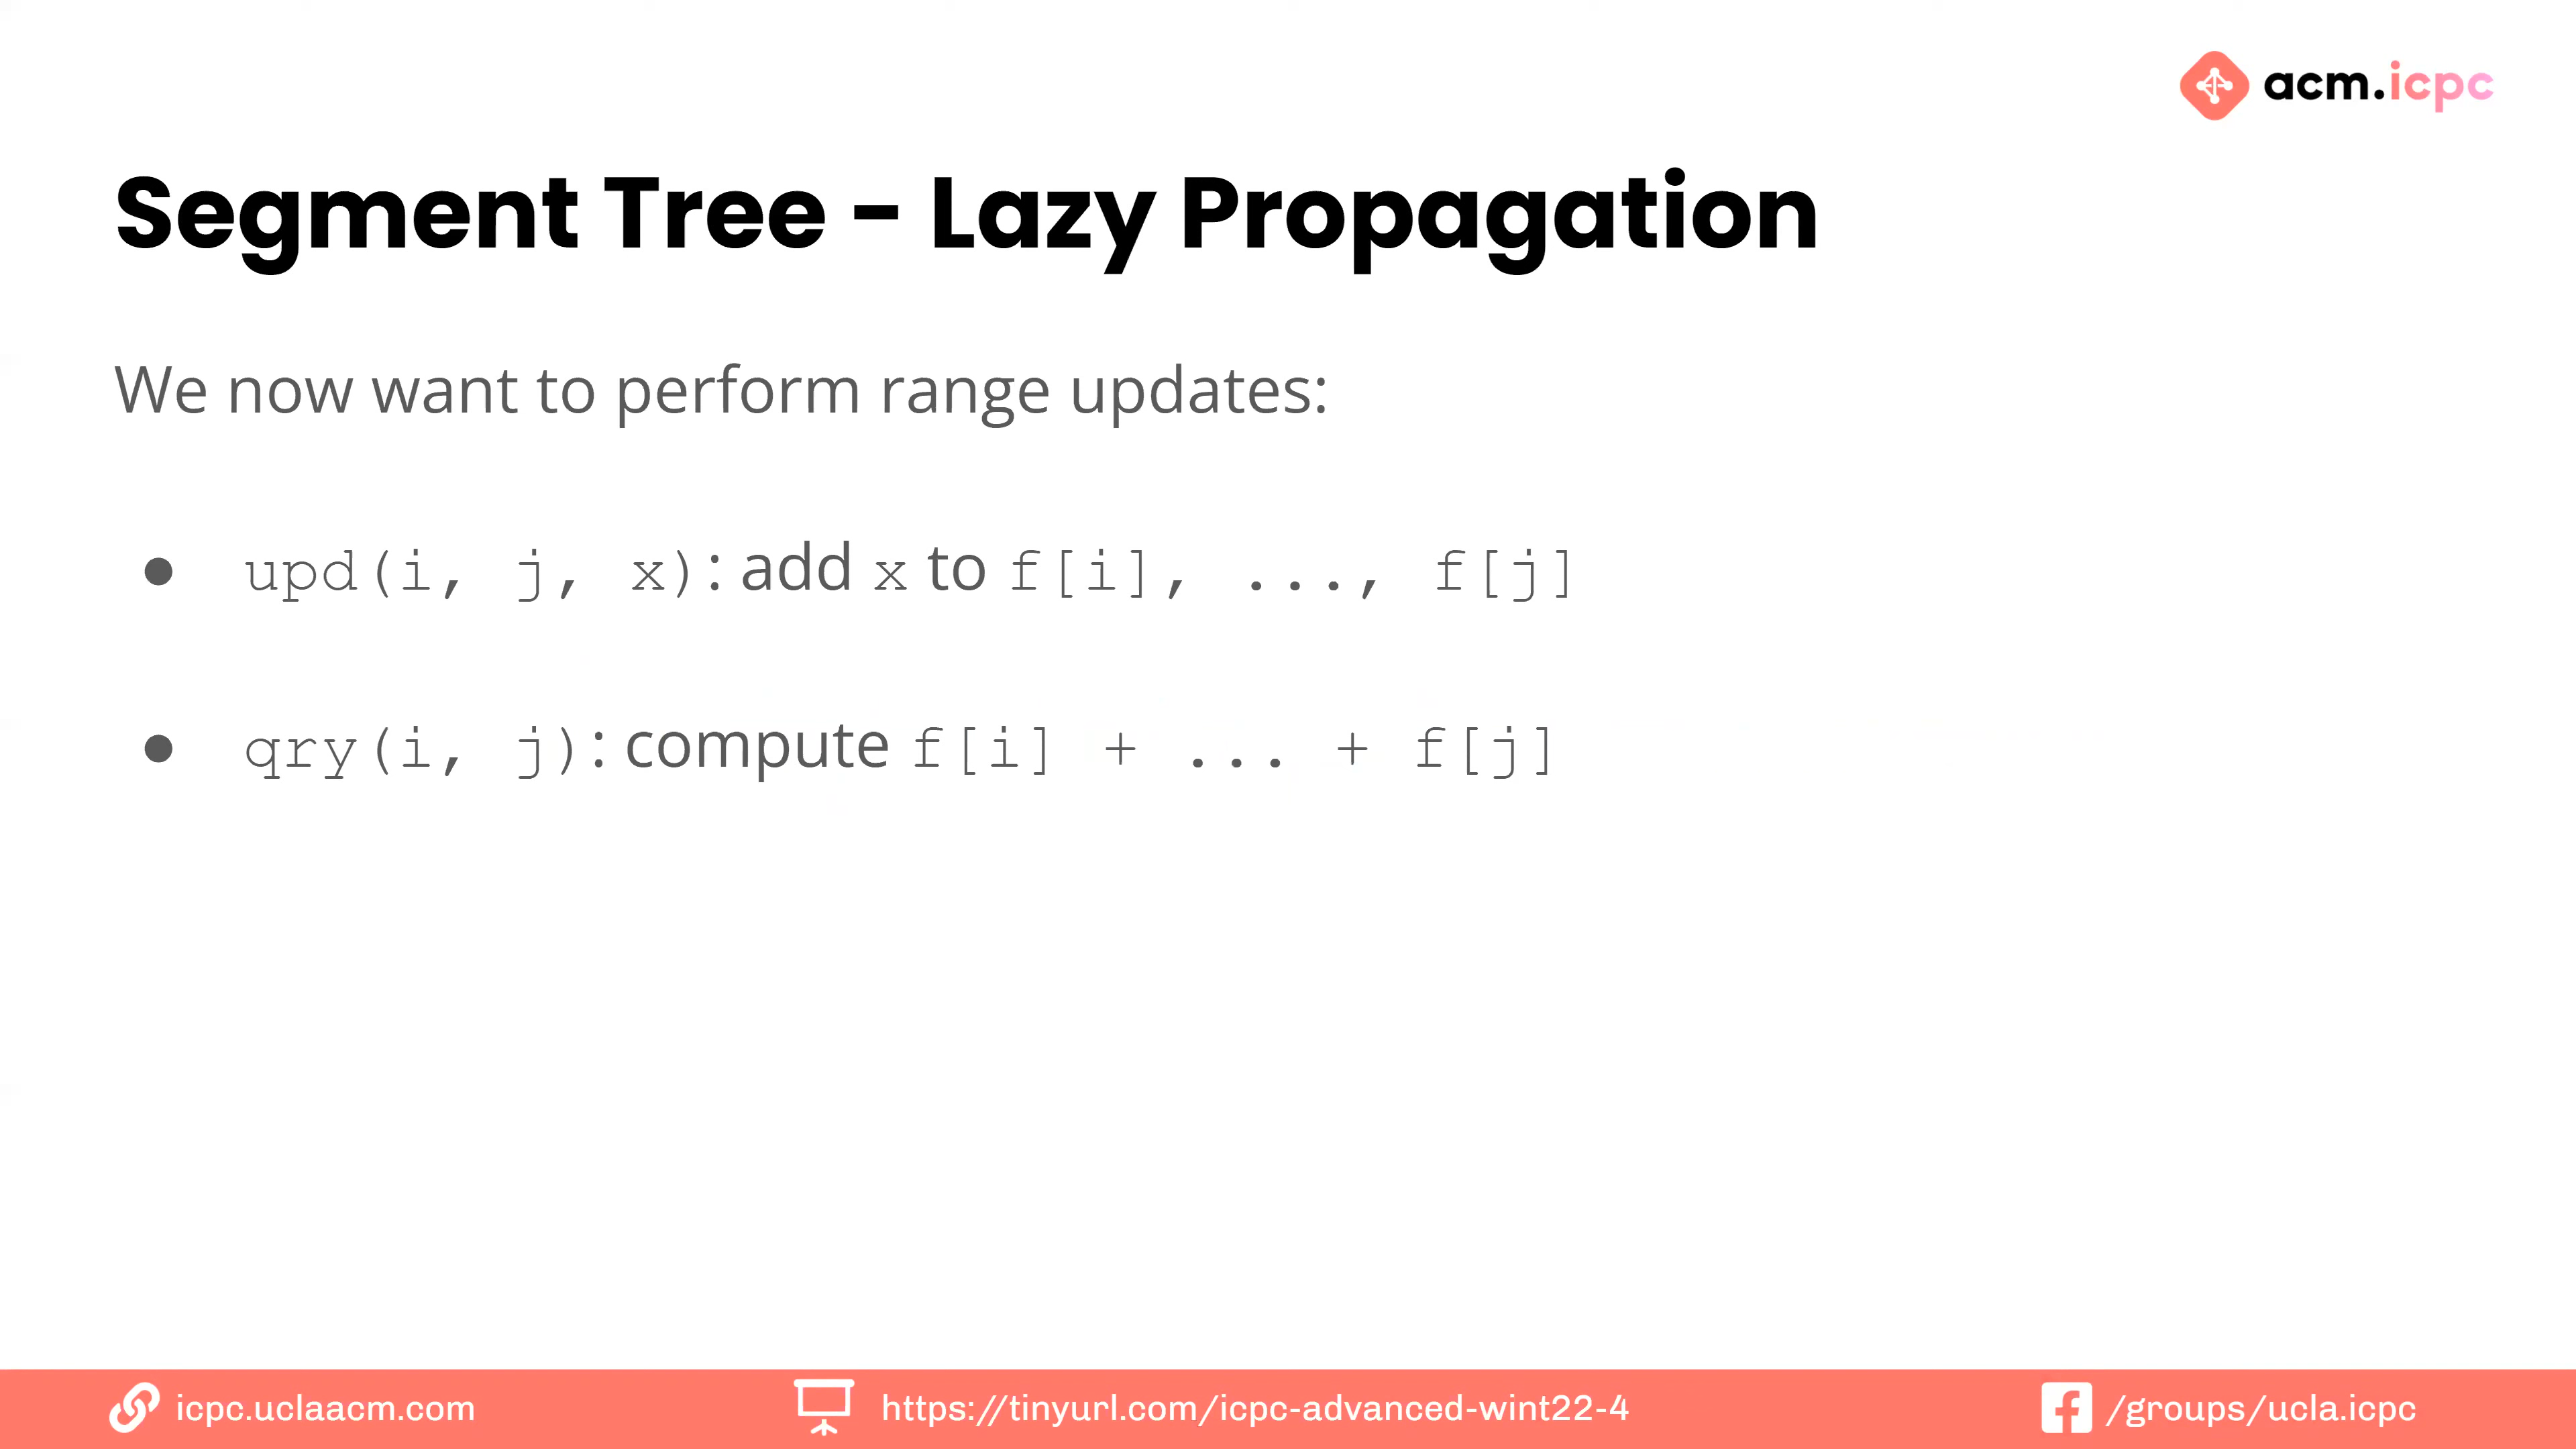 acm.icpc
Segment Tree - Lazy Propagation
We now want to perform range updates:
● upd(i, j, x): add x to f[i], ..., f[j]
● qry(i, j): compute f[i] + ... + f[j]
icpc.uclaacm.com
https://tinyurl.com/icpc-advanced-wint22-4
/groups/ucla.icpc